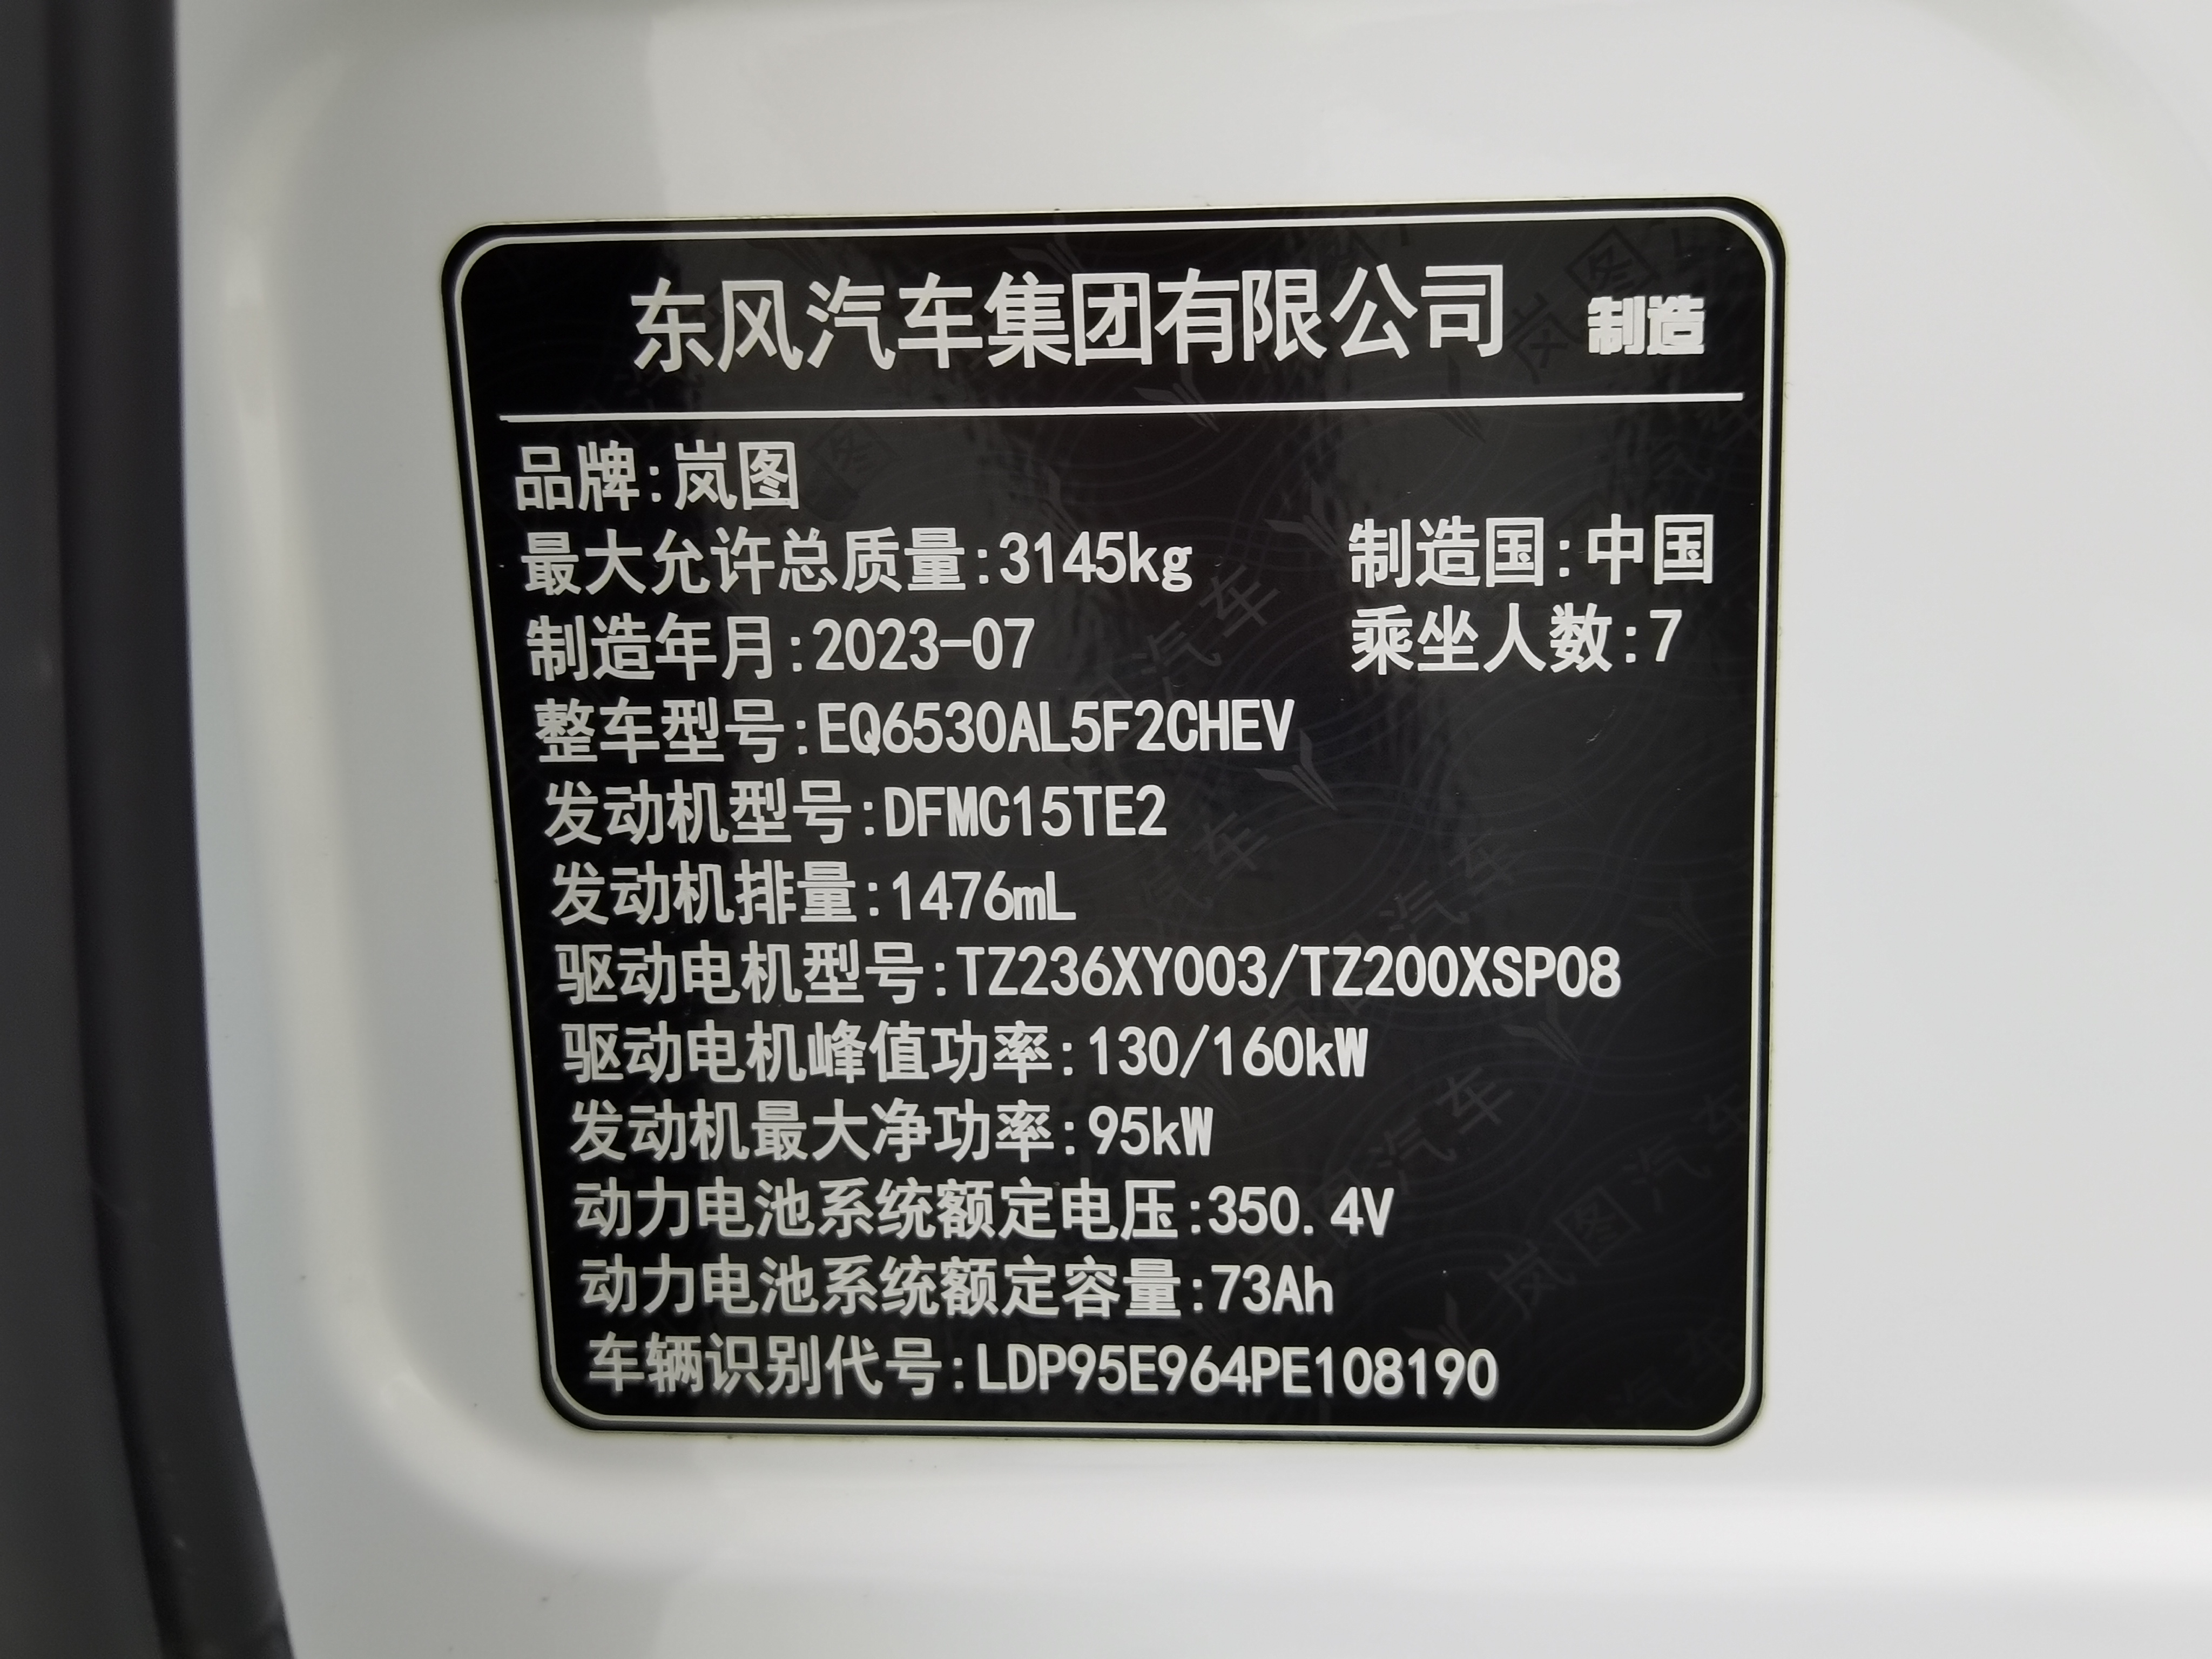 东风汽车集团有限公司 制造
品牌:岚图
最大允许总质量:3145kg 制造国:中国
制造年月:2023-07 乘坐人数:7
整车型号:EQ6530AL5F2CHEV
发动机型号:DFMC15TE2
发动机排量:1476mL
驱动电机型号:TZ236XY003/TZ200XSP08
驱动电机峰值功率:130/160kW
发动机最大净功率:95kW
动力电池系统额定电压:350.4V
动力电池系统额定容量:73Ah
车辆识别代号:LDP95E964PE108190